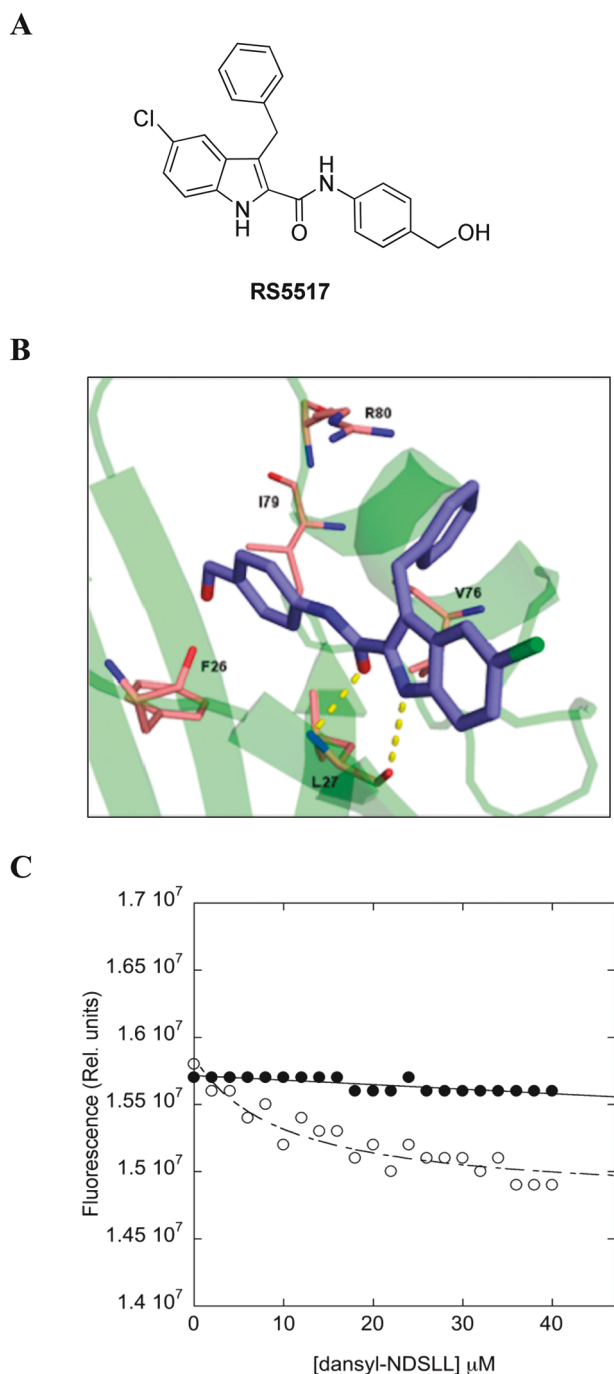 A
Cl
H
N
N
H
O
OH
RS5517
B
R80
I79
V76
F26
L27
C
1.7 10⁷
1.65 10⁷
1.6 10⁷
1.55 10⁷
1.5 10⁷
1.45 10⁷
1.4 10⁷
Fluorescence (Rel. units)
0 10 20 30 40
[dansyl-NDSLL] μM